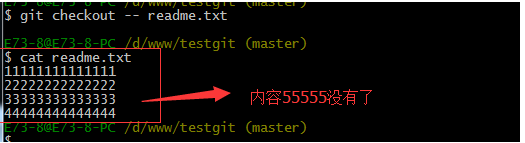 $ git checkout -- readme.txt
E73-8@E73-8-PC /d/www/testgit (master)
$ cat readme.txt
11111111111111
22222222222222
33333333333333
44444444444444
内容55555没有了
E73-8@E73-8-PC /d/www/testgit (master)
$